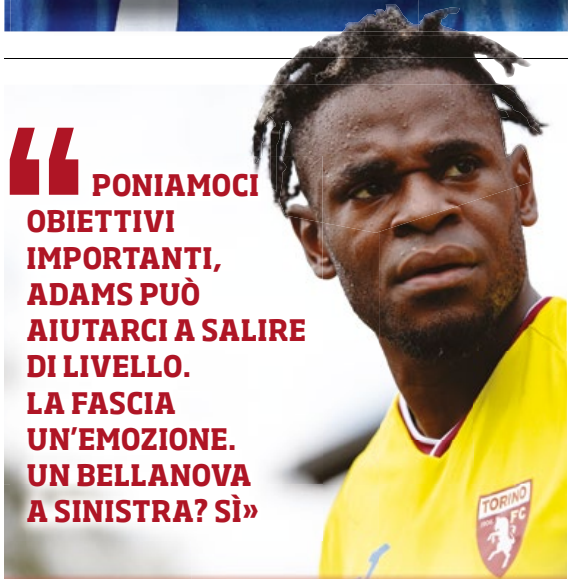 “ PONIAMOCI
OBIETTIVI
IMPORTANTI,
ADAMS PUÒ
AIUTARCI A SALIRE
DI LIVELLO.
LA FASCIA
UN’EMOZIONE.
UN BELLANOVA
A SINISTRA? SÌ»
TORINO
FC